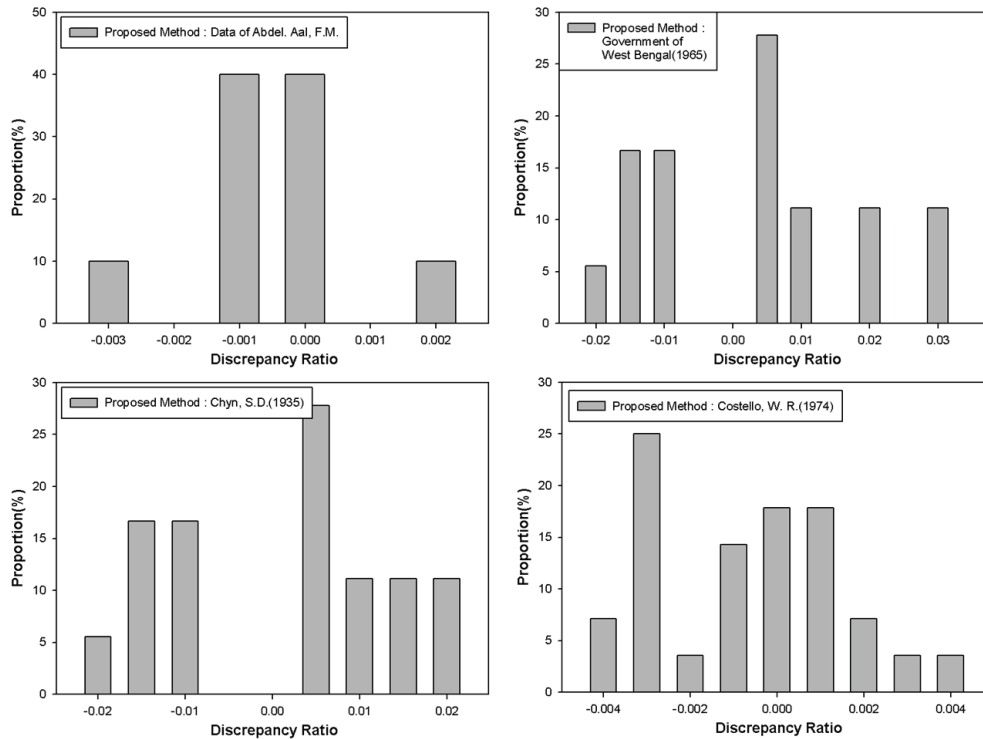 50
40
30
20
10
0
Proportion(%)
Proposed Method : Data of Abdel. Aal, F.M.
-0.003 -0.002 -0.001 0.000 0.001 0.002
Discrepancy Ratio
30
25
20
15
10
5
0
Proportion(%)
Proposed Method :
Government of
West Bengal(1965)
-0.02 -0.01 0.00 0.01 0.02 0.03
Discrepancy Ratio
30
25
20
15
10
5
0
Proportion(%)
Proposed Method : Chyn, S.D.(1935)
-0.02 -0.01 0.00 0.01 0.02
Discrepancy Ratio
30
25
20
15
10
5
0
Proportion(%)
Proposed Method : Costello, W. R.(1974)
-0.004 -0.002 0.000 0.002 0.004
Discrepancy Ratio